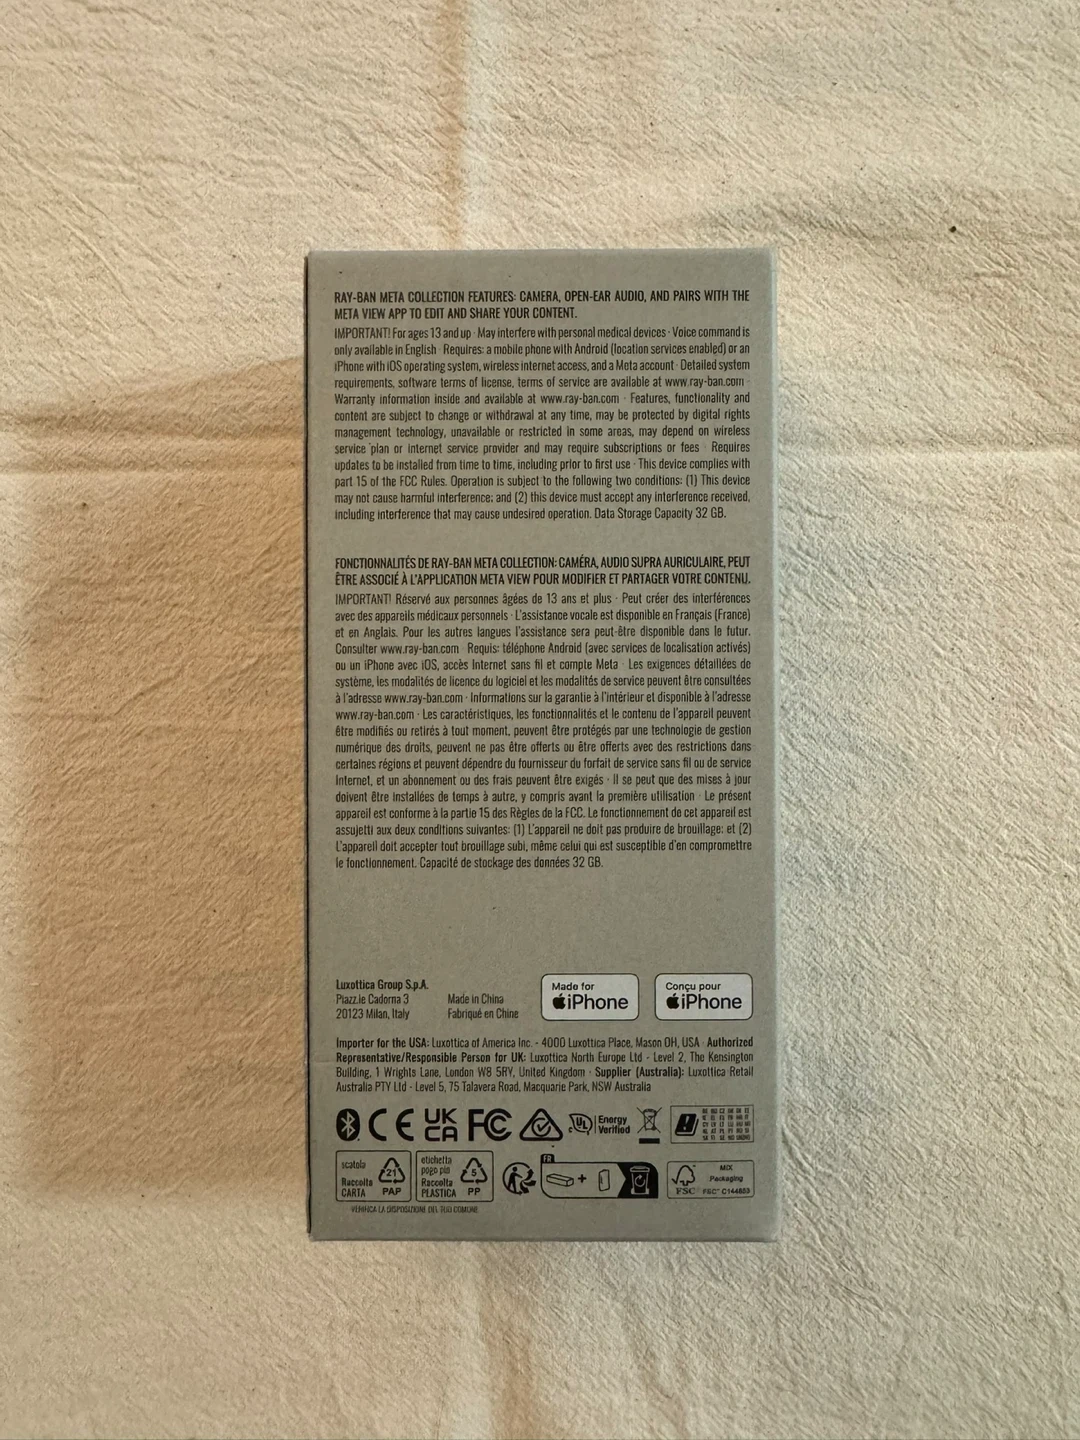 RAY-BAN META COLLECTION FEATURES: CAMERA, OPEN-EAR AUDIO, AND PAIRS WITH THE
META VIEW APP TO EDIT AND SHARE YOUR CONTENT.
IMPORTANT! For ages 13 and up · May interfere with personal medical devices · Voice command is
only available in English · Requires: a mobile phone with Android (location services enabled) or an
iPhone with iOS operating system, wireless internet access, and a Meta account · Detailed system
requirements, software terms of license, terms of service are available at www.ray-ban.com ·
Warranty information inside and available at www.ray-ban.com · Features, functionality and
content are subject to change or withdrawal at any time, may be protected by digital rights
management technology, unavailable or restricted in some areas, may depend on wireless
service plan or internet service provider and may require subscriptions or fees · Requires
updates to be installed from time to time, including prior to first use · This device complies with
part 15 of the FCC Rules. Operation is subject to the following two conditions: (1) This device
may not cause harmful interference; and (2) this device must accept any interference received,
including interference that may cause undesired operation. Data Storage Capacity 32 GB.
FONCTIONNALITÉS DE RAY-BAN META COLLECTION: CAMÉRA, AUDIO SUPRA AURICULAIRE, PEUT
ÊTRE ASSOCIÉ À L'APPLICATION META VIEW POUR MODIFIER ET PARTAGER VOTRE CONTENU.
IMPORTANT! Réservé aux personnes âgées de 13 ans et plus · Peut créer des interférences
avec des appareils médicaux personnels · L'assistance vocale est disponible en Français (France)
et en Anglais. Pour les autres langues l'assistance sera peut-être disponible dans le futur.
Consulter www.ray-ban.com · Requis: téléphone Android (avec services de localisation activés)
ou un iPhone avec iOS, accès Internet sans fil et compte Meta · Les exigences détaillées de
système, les modalités de licence du logiciel et les modalités de service peuvent être consultées
à l'adresse www.ray-ban.com · Informations sur la garantie à l'intérieur et disponible à l'adresse
www.ray-ban.com · Les caractéristiques, les fonctionnalités et le contenu de l'appareil peuvent
être modifiés ou retirés à tout moment, peuvent être protégés par une technologie de gestion
numérique des droits, peuvent ne pas être offerts ou être offerts avec des restrictions dans
certaines régions et peuvent dépendre du fournisseur du forfait de service sans fil ou de service
Internet, et un abonnement ou des frais peuvent être exigés · Il se peut que des mises à jour
doivent être installées de temps à autre, y compris avant la première utilisation · Le présent
appareil est conforme à la partie 15 des Règles de la FCC. Le fonctionnement de cet appareil est
assujetti aux deux conditions suivantes: (1) L'appareil ne doit pas produire de brouillage; et (2)
L'appareil doit accepter tout brouillage subi, même celui qui est susceptible d'en compromettre
le fonctionnement. Capacité de stockage des données 32 GB.
Luxottica Group S.p.A.
Piazz.le Cadorna 3
20123 Milan, Italy
Made in China
Fabriqué en Chine
Made for
iPhone
Conçu pour
iPhone
Importer for the USA: Luxottica of America Inc. - 4000 Luxottica Place, Mason OH, USA · Authorized
Representative/Responsible Person for UK: Luxottica North Europe Ltd - Level 2, The Kensington
Building, 1 Wrights Lane, London W8 5RY, United Kingdom · Supplier (Australia): Luxottica Retail
Australia PTY Ltd - Level 5, 75 Talavera Road, Macquarie Park, NSW Australia
CE UK CA FC UL Energy Verified
scatola
Raccolta
CARTA
21
PAP
etichetta
pogo pin
Raccolta
PLASTICA
5
PP
FR
+
FSC
MIX
Packaging
FSC® C144853
VERIFICA LA DISPOSIZIONE DEL TUO COMUNE